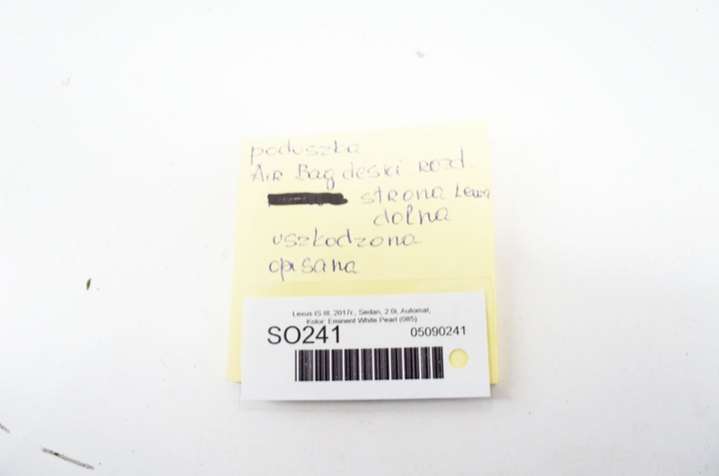 poduszka
Air Bag deski rozd.
strona Lewa
dolna
uszkodzona
opisana
Lexus IS III, 2017r., Sedan, 2.0i, Automat,
Kolor: Eminent White Pearl (085)
SO241 05090241